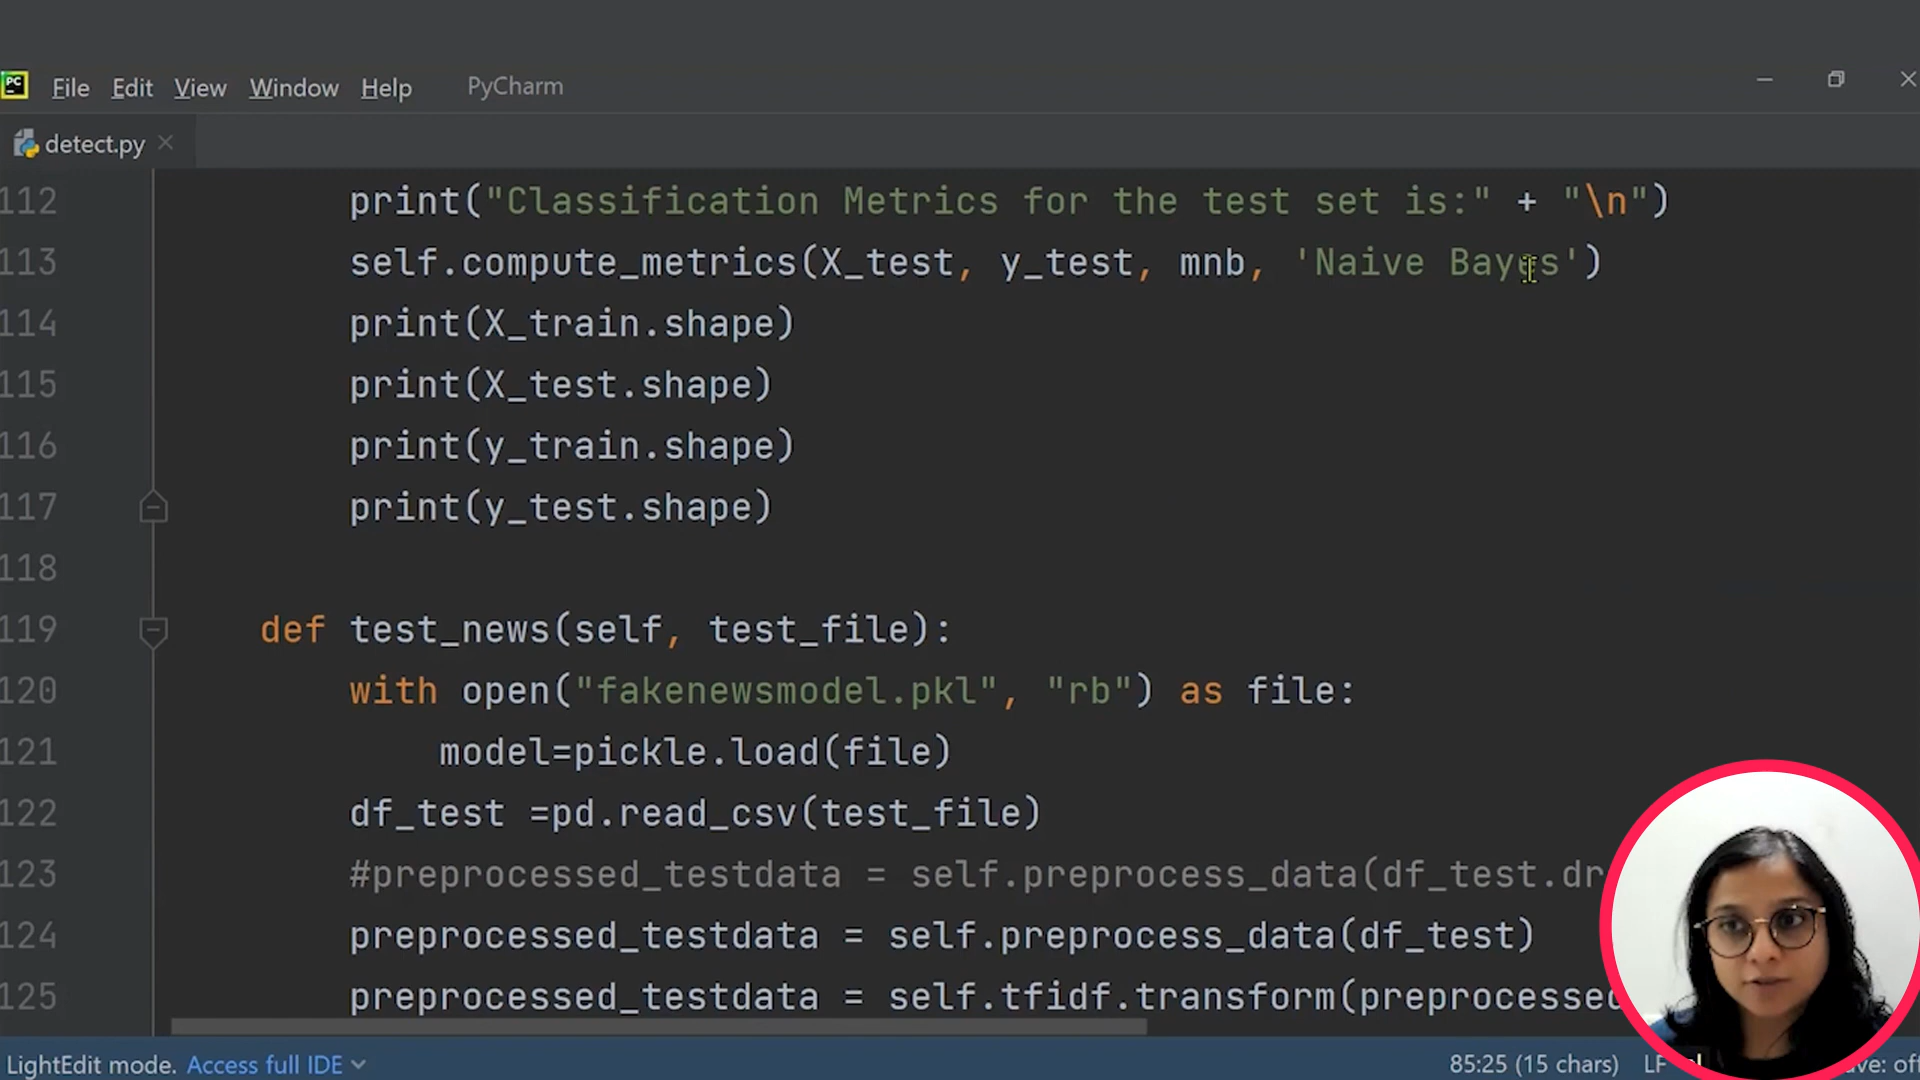 PC File Edit View Window Help PyCharm
detect.py
112 print("Classification Metrics for the test set is:" + "\n")
113 self.compute_metrics(X_test, y_test, mnb, 'Naive Bayes')
114 print(X_train.shape)
115 print(X_test.shape)
116 print(y_train.shape)
117 print(y_test.shape)
118
119 def test_news(self, test_file):
120 with open("fakenewsmodel.pkl", "rb") as file:
121 model=pickle.load(file)
122 df_test =pd.read_csv(test_file)
123 #preprocessed_testdata = self.preprocess_data(df_test.dr
124 preprocessed_testdata = self.preprocess_data(df_test)
125 preprocessed_testdata = self.tfidf.transform(preprocessed
LightEdit mode. Access full IDE 85:25 (15 chars) LF